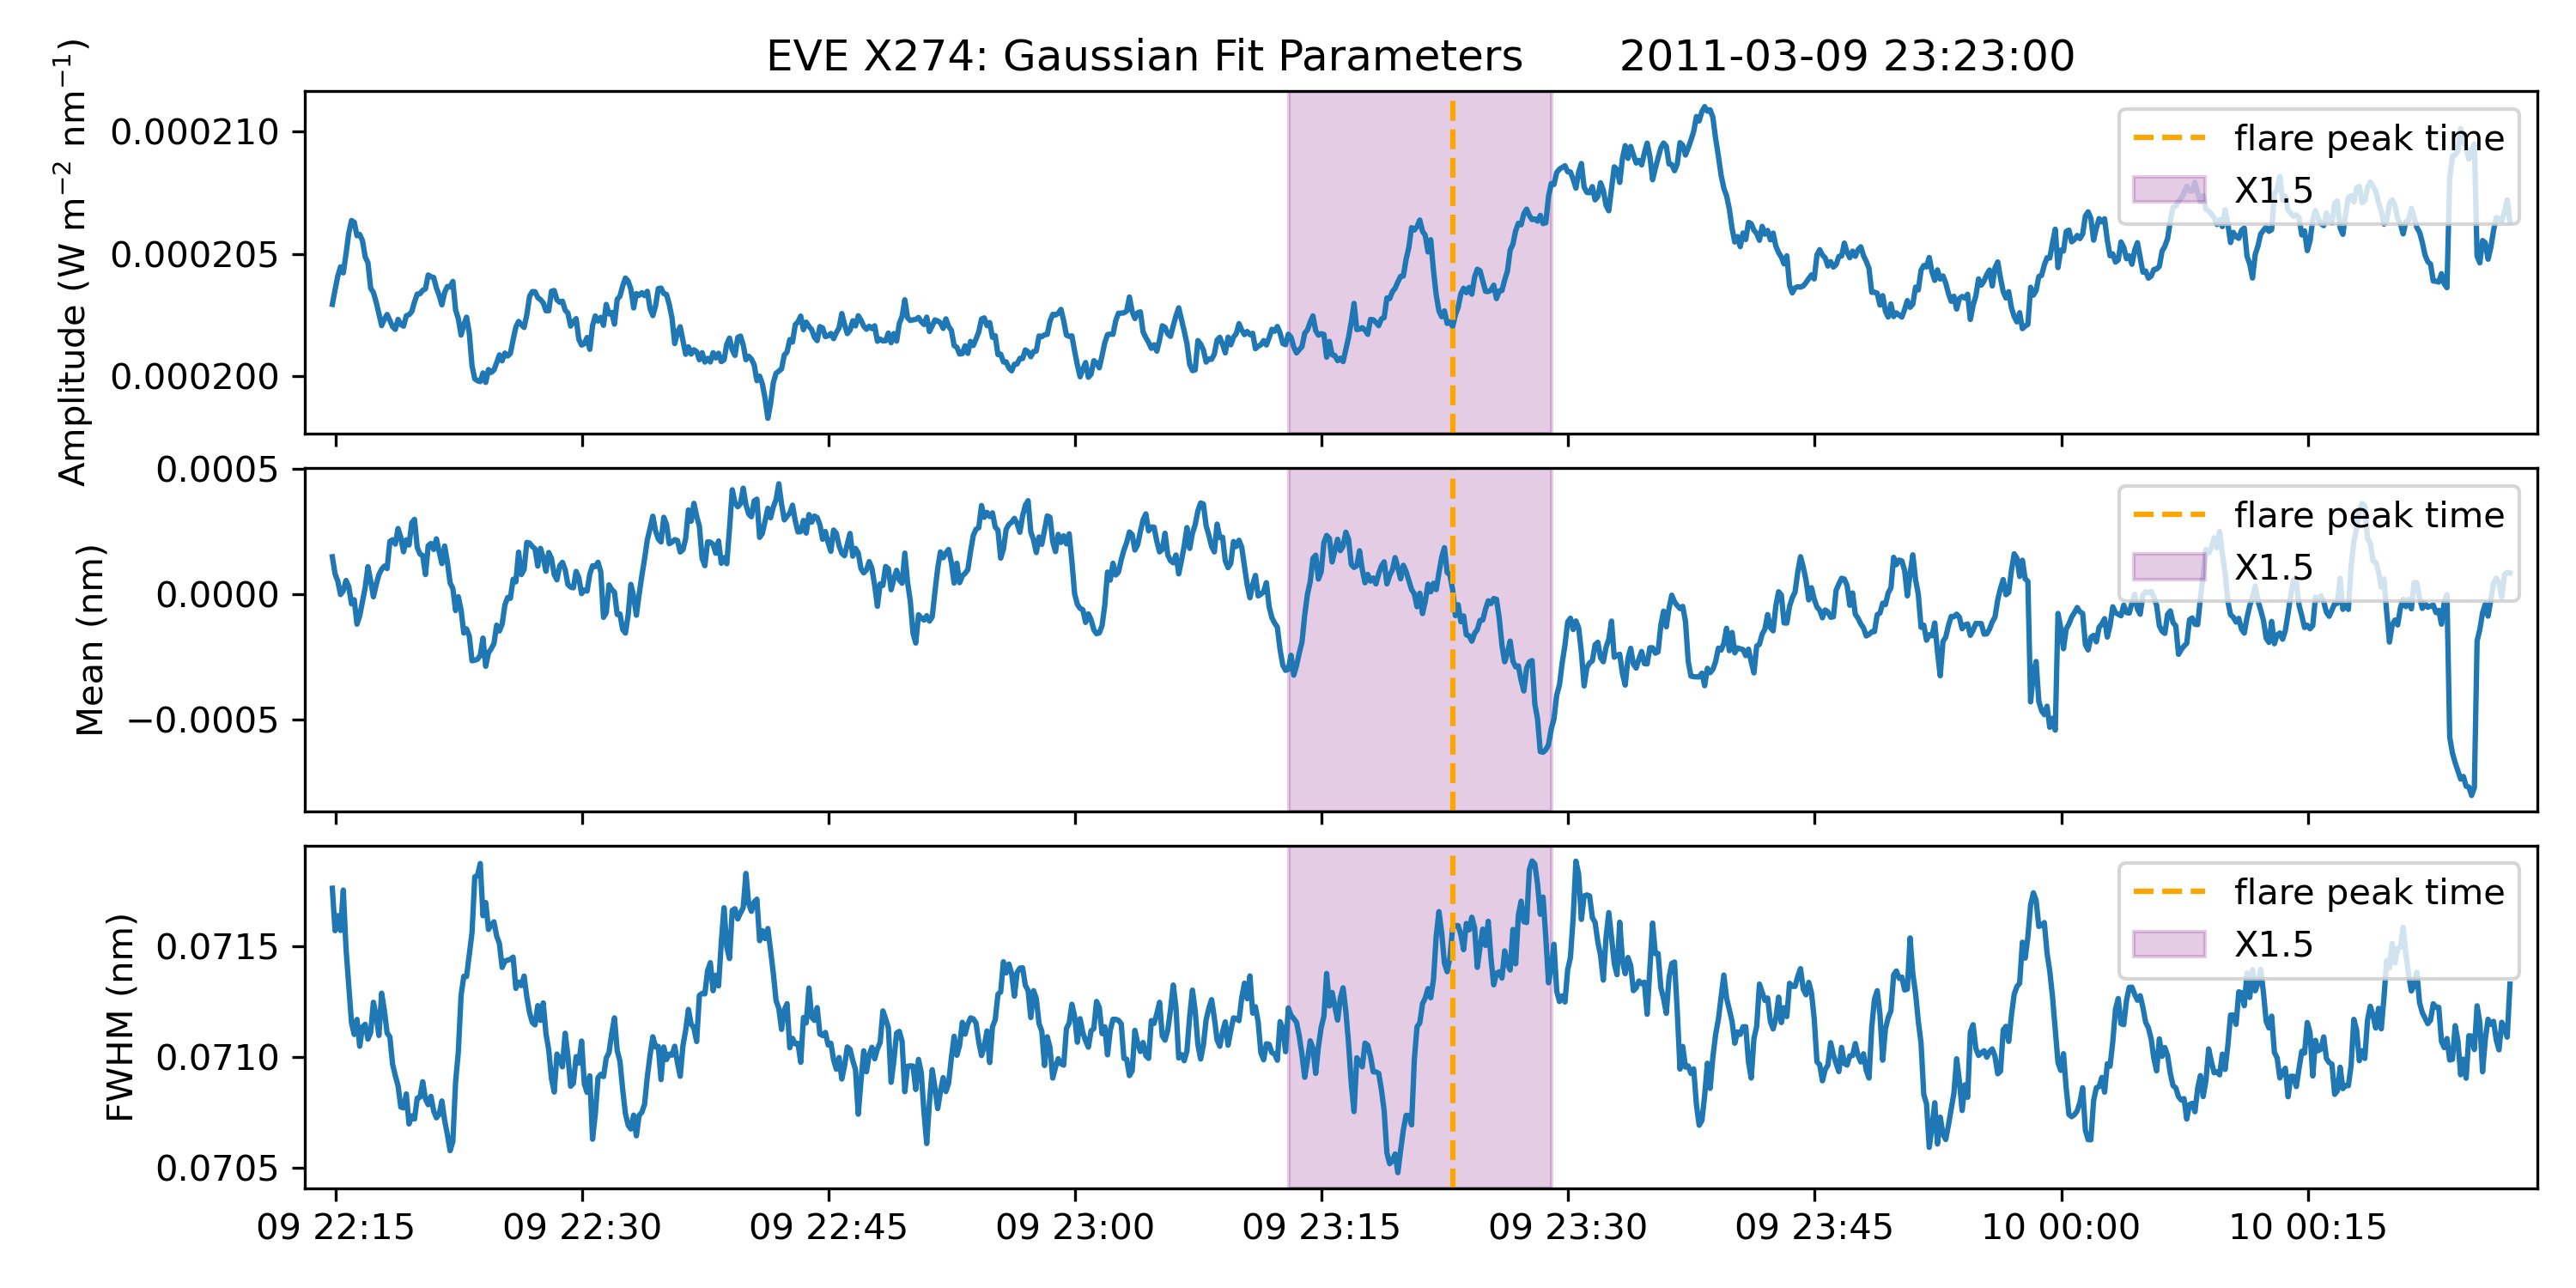 EVE X274: Gaussian Fit Parameters 2011-03-09 23:23:00
Amplitude (W m⁻² nm⁻¹)
0.000210
0.000205
0.000200
flare peak time
X1.5
Mean (nm)
0.0005
0.0000
−0.0005
flare peak time
X1.5
FWHM (nm)
0.0715
0.0710
0.0705
flare peak time
X1.5
09 22:15 09 22:30 09 22:45 09 23:00 09 23:15 09 23:30 09 23:45 10 00:00 10 00:15